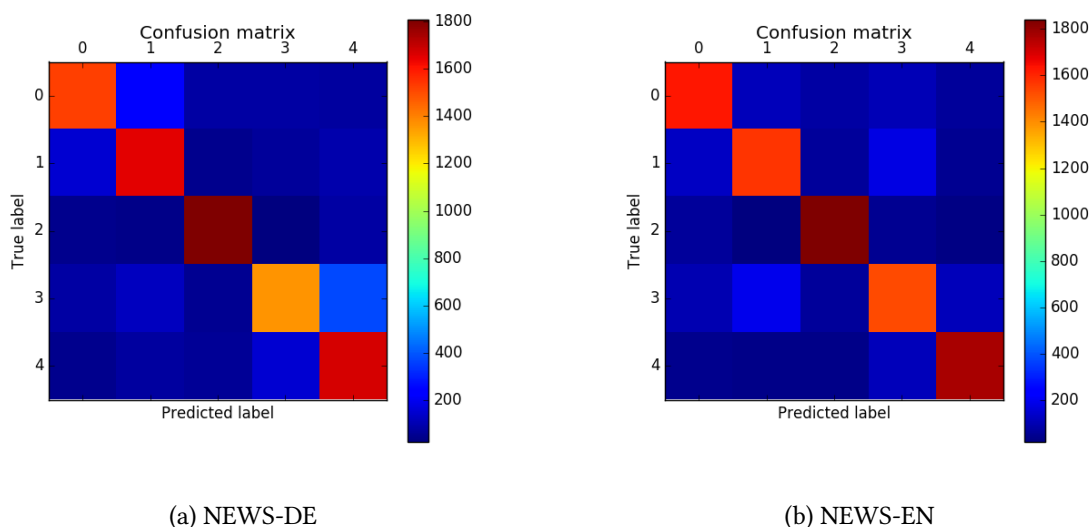 Confusion matrix
0 1 2 3 4
0
1
2
3
4
True label
Predicted label
1800
1600
1400
1200
1000
800
600
400
200
(a) NEWS-DE
Confusion matrix
0 1 2 3 4
0
1
2
3
4
True label
Predicted label
1800
1600
1400
1200
1000
800
600
400
200
(b) NEWS-EN